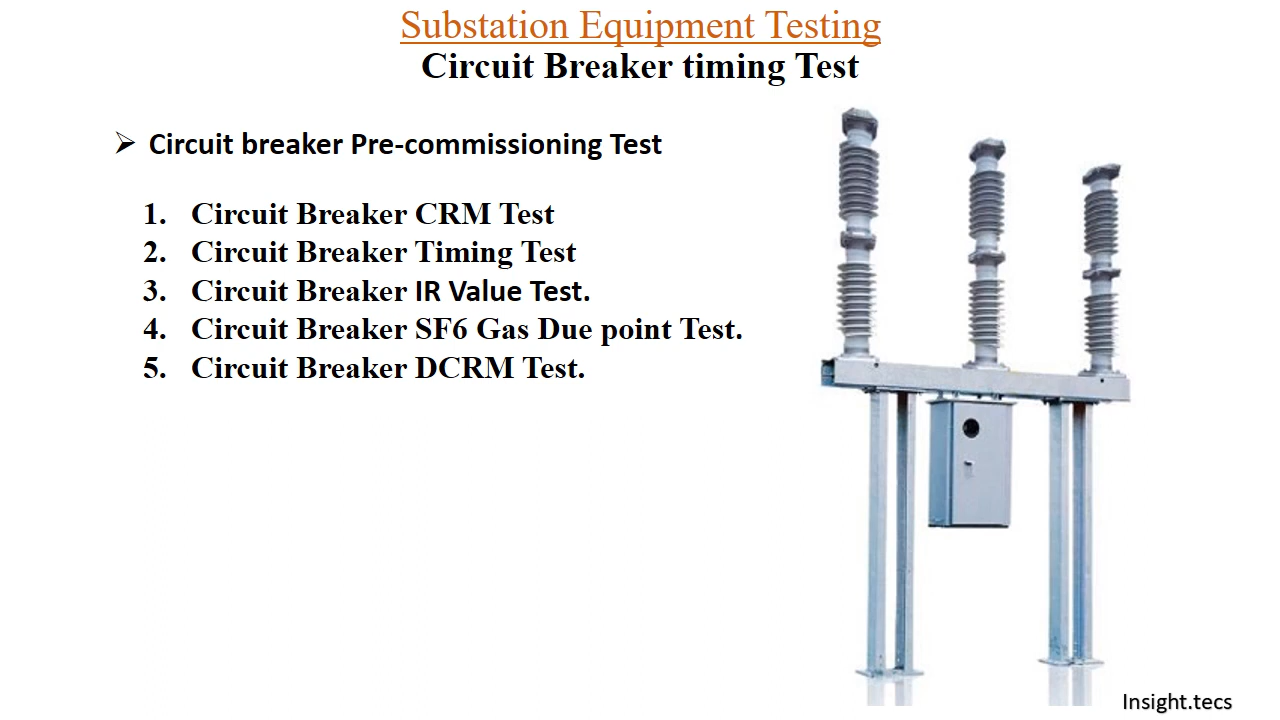 Substation Equipment Testing
Circuit Breaker timing Test
➢ Circuit breaker Pre-commissioning Test
1. Circuit Breaker CRM Test
2. Circuit Breaker Timing Test
3. Circuit Breaker IR Value Test.
4. Circuit Breaker SF6 Gas Due point Test.
5. Circuit Breaker DCRM Test.
Insight.tecs